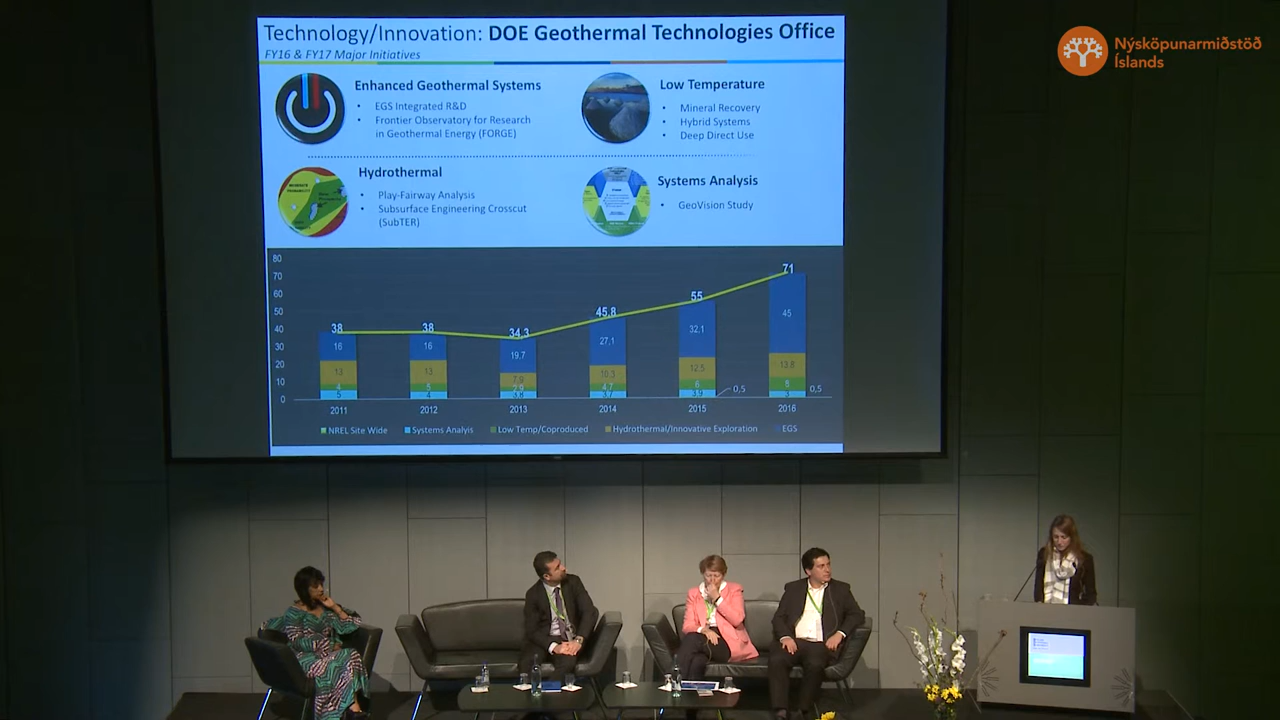 Technology/Innovation: DOE Geothermal Technologies Office
FY16 & FY17 Major Initiatives
Nýsköpunarmiðstöð
Íslands
Enhanced Geothermal Systems
• EGS Integrated R&D
• Frontier Observatory for Research
in Geothermal Energy (FORGE)
Low Temperature
• Mineral Recovery
• Hybrid Systems
• Deep Direct Use
Hydrothermal
• Play-Fairway Analysis
• Subsurface Engineering Crosscut
(SubTER)
Systems Analysis
• GeoVision Study
80
70
60
50
40
30
20
10
0
38 38 34.3 45.8 55 71
16 16 19.7 27.1 32.1 45
13 13 7.9 10.3 12.5 13.8
4 5 2.9 4.7 6 8
5 4 3.8 3.7 3.9 3
0,5 0,5
2011 2012 2013 2014 2015 2016
NREL Site Wide Systems Analyis Low Temp/Coproduced Hydrothermal/Innovative Exploration EGS